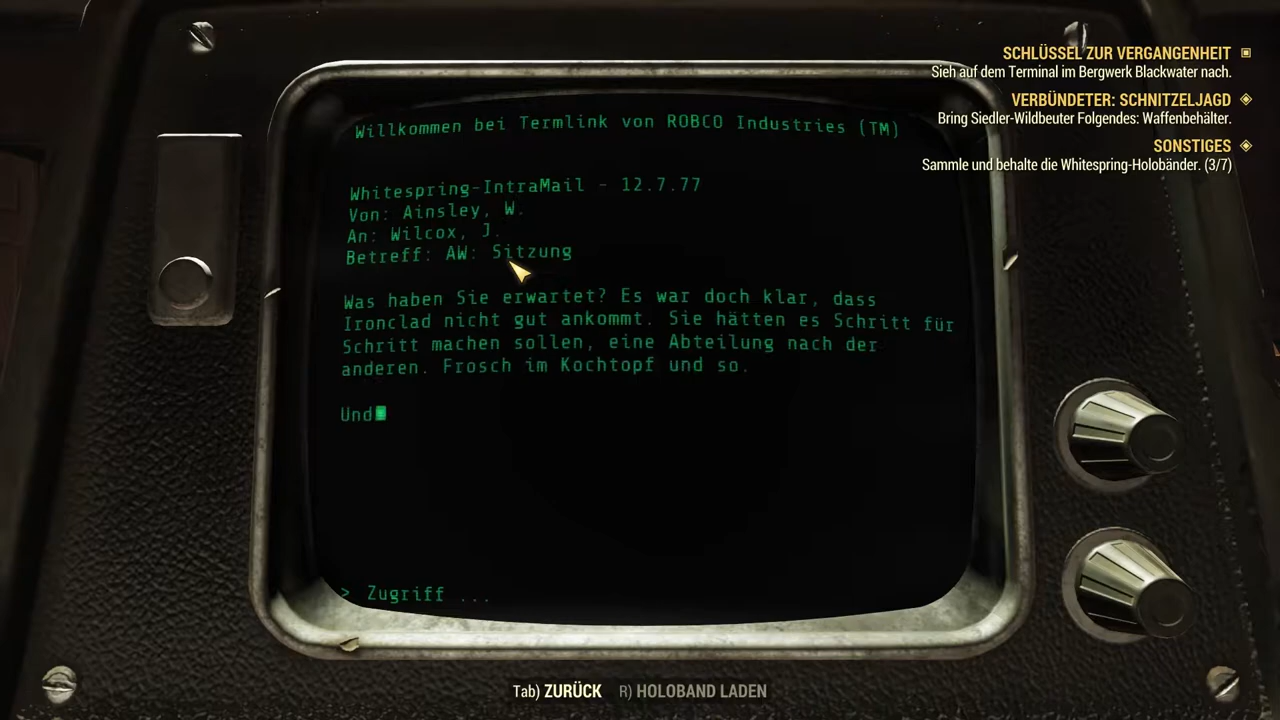 SCHLÜSSEL ZUR VERGANGENHEIT
Sieh auf dem Terminal im Bergwerk Blackwater nach.
VERBÜNDETER: SCHNITZELJAGD
Bring Siedler-Wildbeuter Folgendes: Waffenbehälter.
SONSTIGES
Sammle und behalte die Whitespring-Holobänder. (3/7)
Willkommen bei Termlink von ROBCO Industries (TM)
Whitespring-IntraMail - 12.7.77
Von: Ainsley, W.
An: Wilcox, J.
Betreff: AW: Sitzung
Was haben Sie erwartet? Es war doch klar, dass
Ironclad nicht gut ankommt. Sie hätten es Schritt für
Schritt machen sollen, eine Abteilung nach der
anderen. Frosch im Kochtopf und so.
Und
> Zugriff ...
Tab) ZURÜCK R) HOLOBAND LADEN